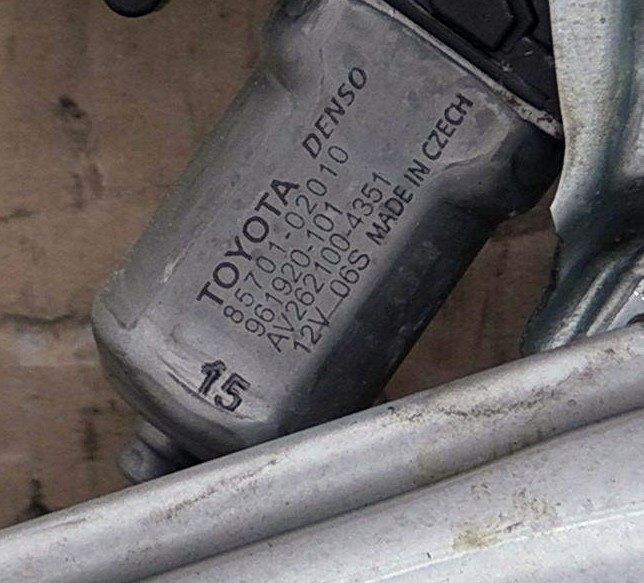 TOYOTA DENSO
85701-02010
961920-101
AV262100-4351
12V 06S MADE IN CZECH
15